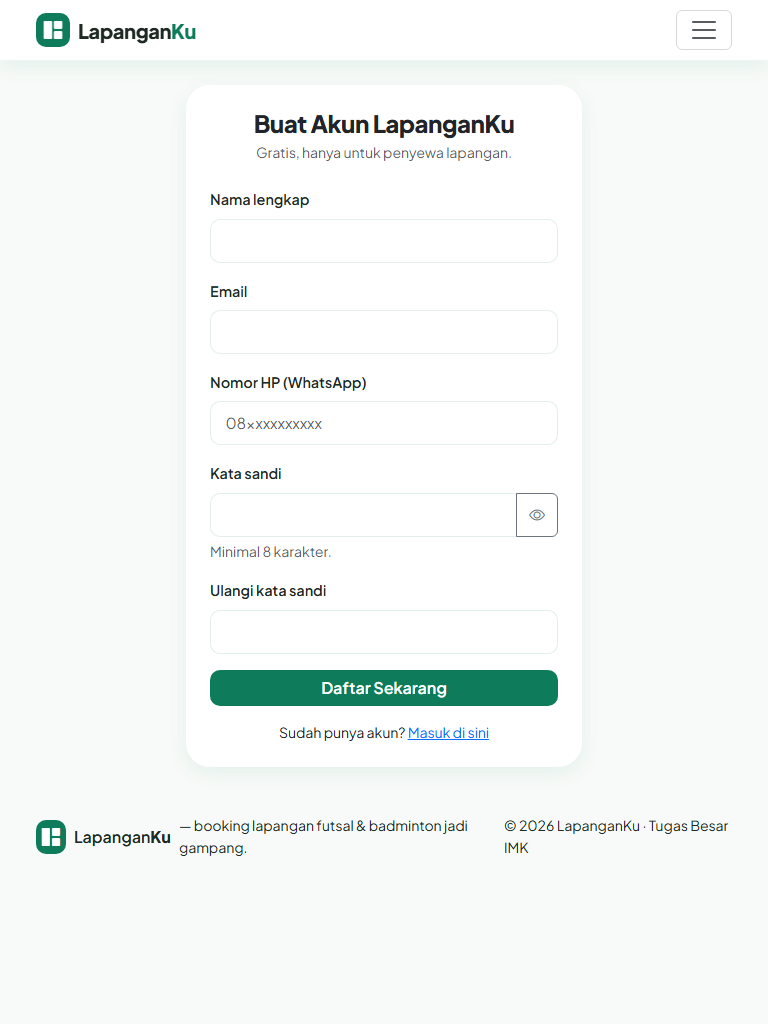 LapanganKu
Buat Akun LapanganKu
Gratis, hanya untuk penyewa lapangan.
Nama lengkap
Email
Nomor HP (WhatsApp)
08xxxxxxxxxx
Kata sandi
Minimal 8 karakter.
Ulangi kata sandi
Daftar Sekarang
Sudah punya akun? Masuk di sini
LapanganKu
— booking lapangan futsal & badminton jadi
gampang.
© 2026 LapanganKu · Tugas Besar
IMK